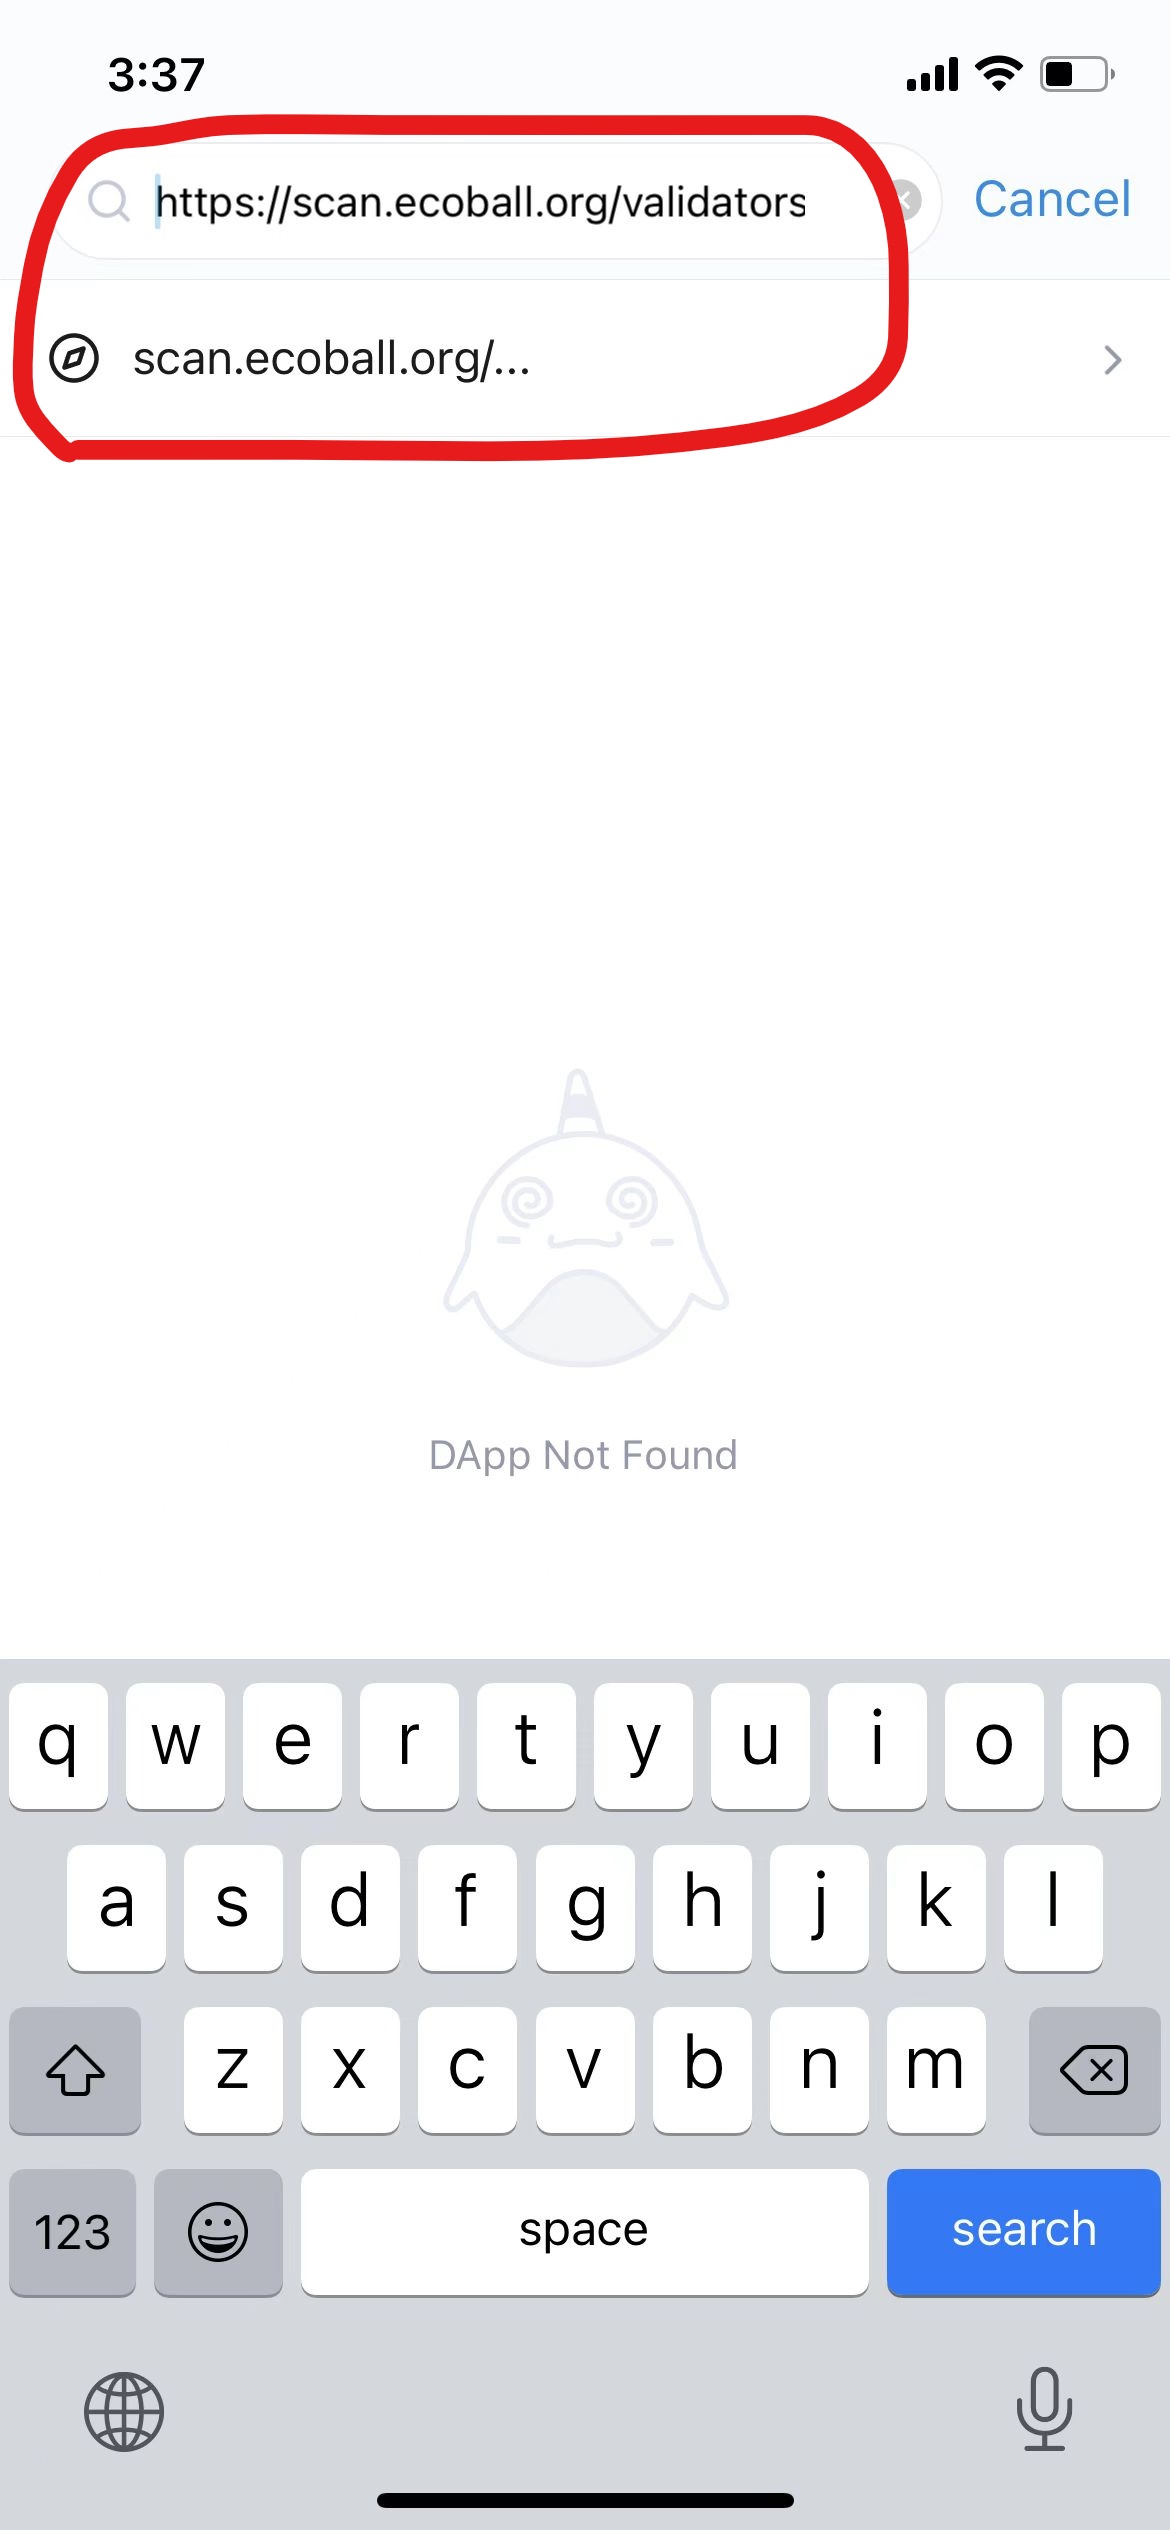 3:37
https://scan.ecoball.org/validators
Cancel
scan.ecoball.org/...
DApp Not Found
q w e r t y u i o p
a s d f g h j k l
z x c v b n m
123 space search